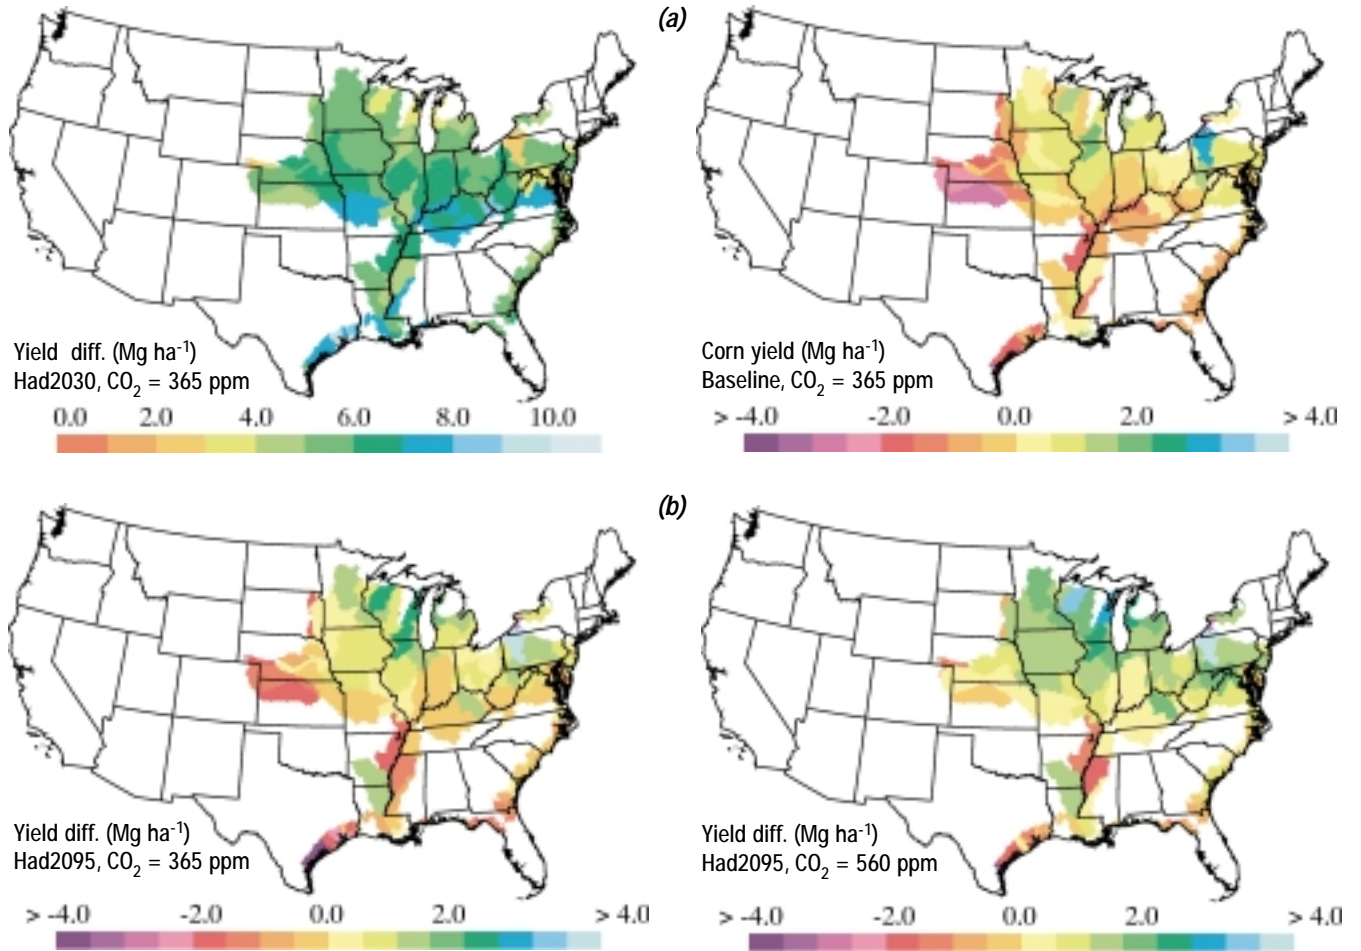 (a)
Yield diff. (Mg ha-1)
Had2030, CO2 = 365 ppm
0.0 2.0 4.0 6.0 8.0 10.0
Corn yield (Mg ha-1)
Baseline, CO2 = 365 ppm
> -4.0 -2.0 0.0 2.0 > 4.0
(b)
Yield diff. (Mg ha-1)
Had2095, CO2 = 365 ppm
> -4.0 -2.0 0.0 2.0 > 4.0
Yield diff. (Mg ha-1)
Had2095, CO2 = 560 ppm
> -4.0 -2.0 0.0 2.0 > 4.0